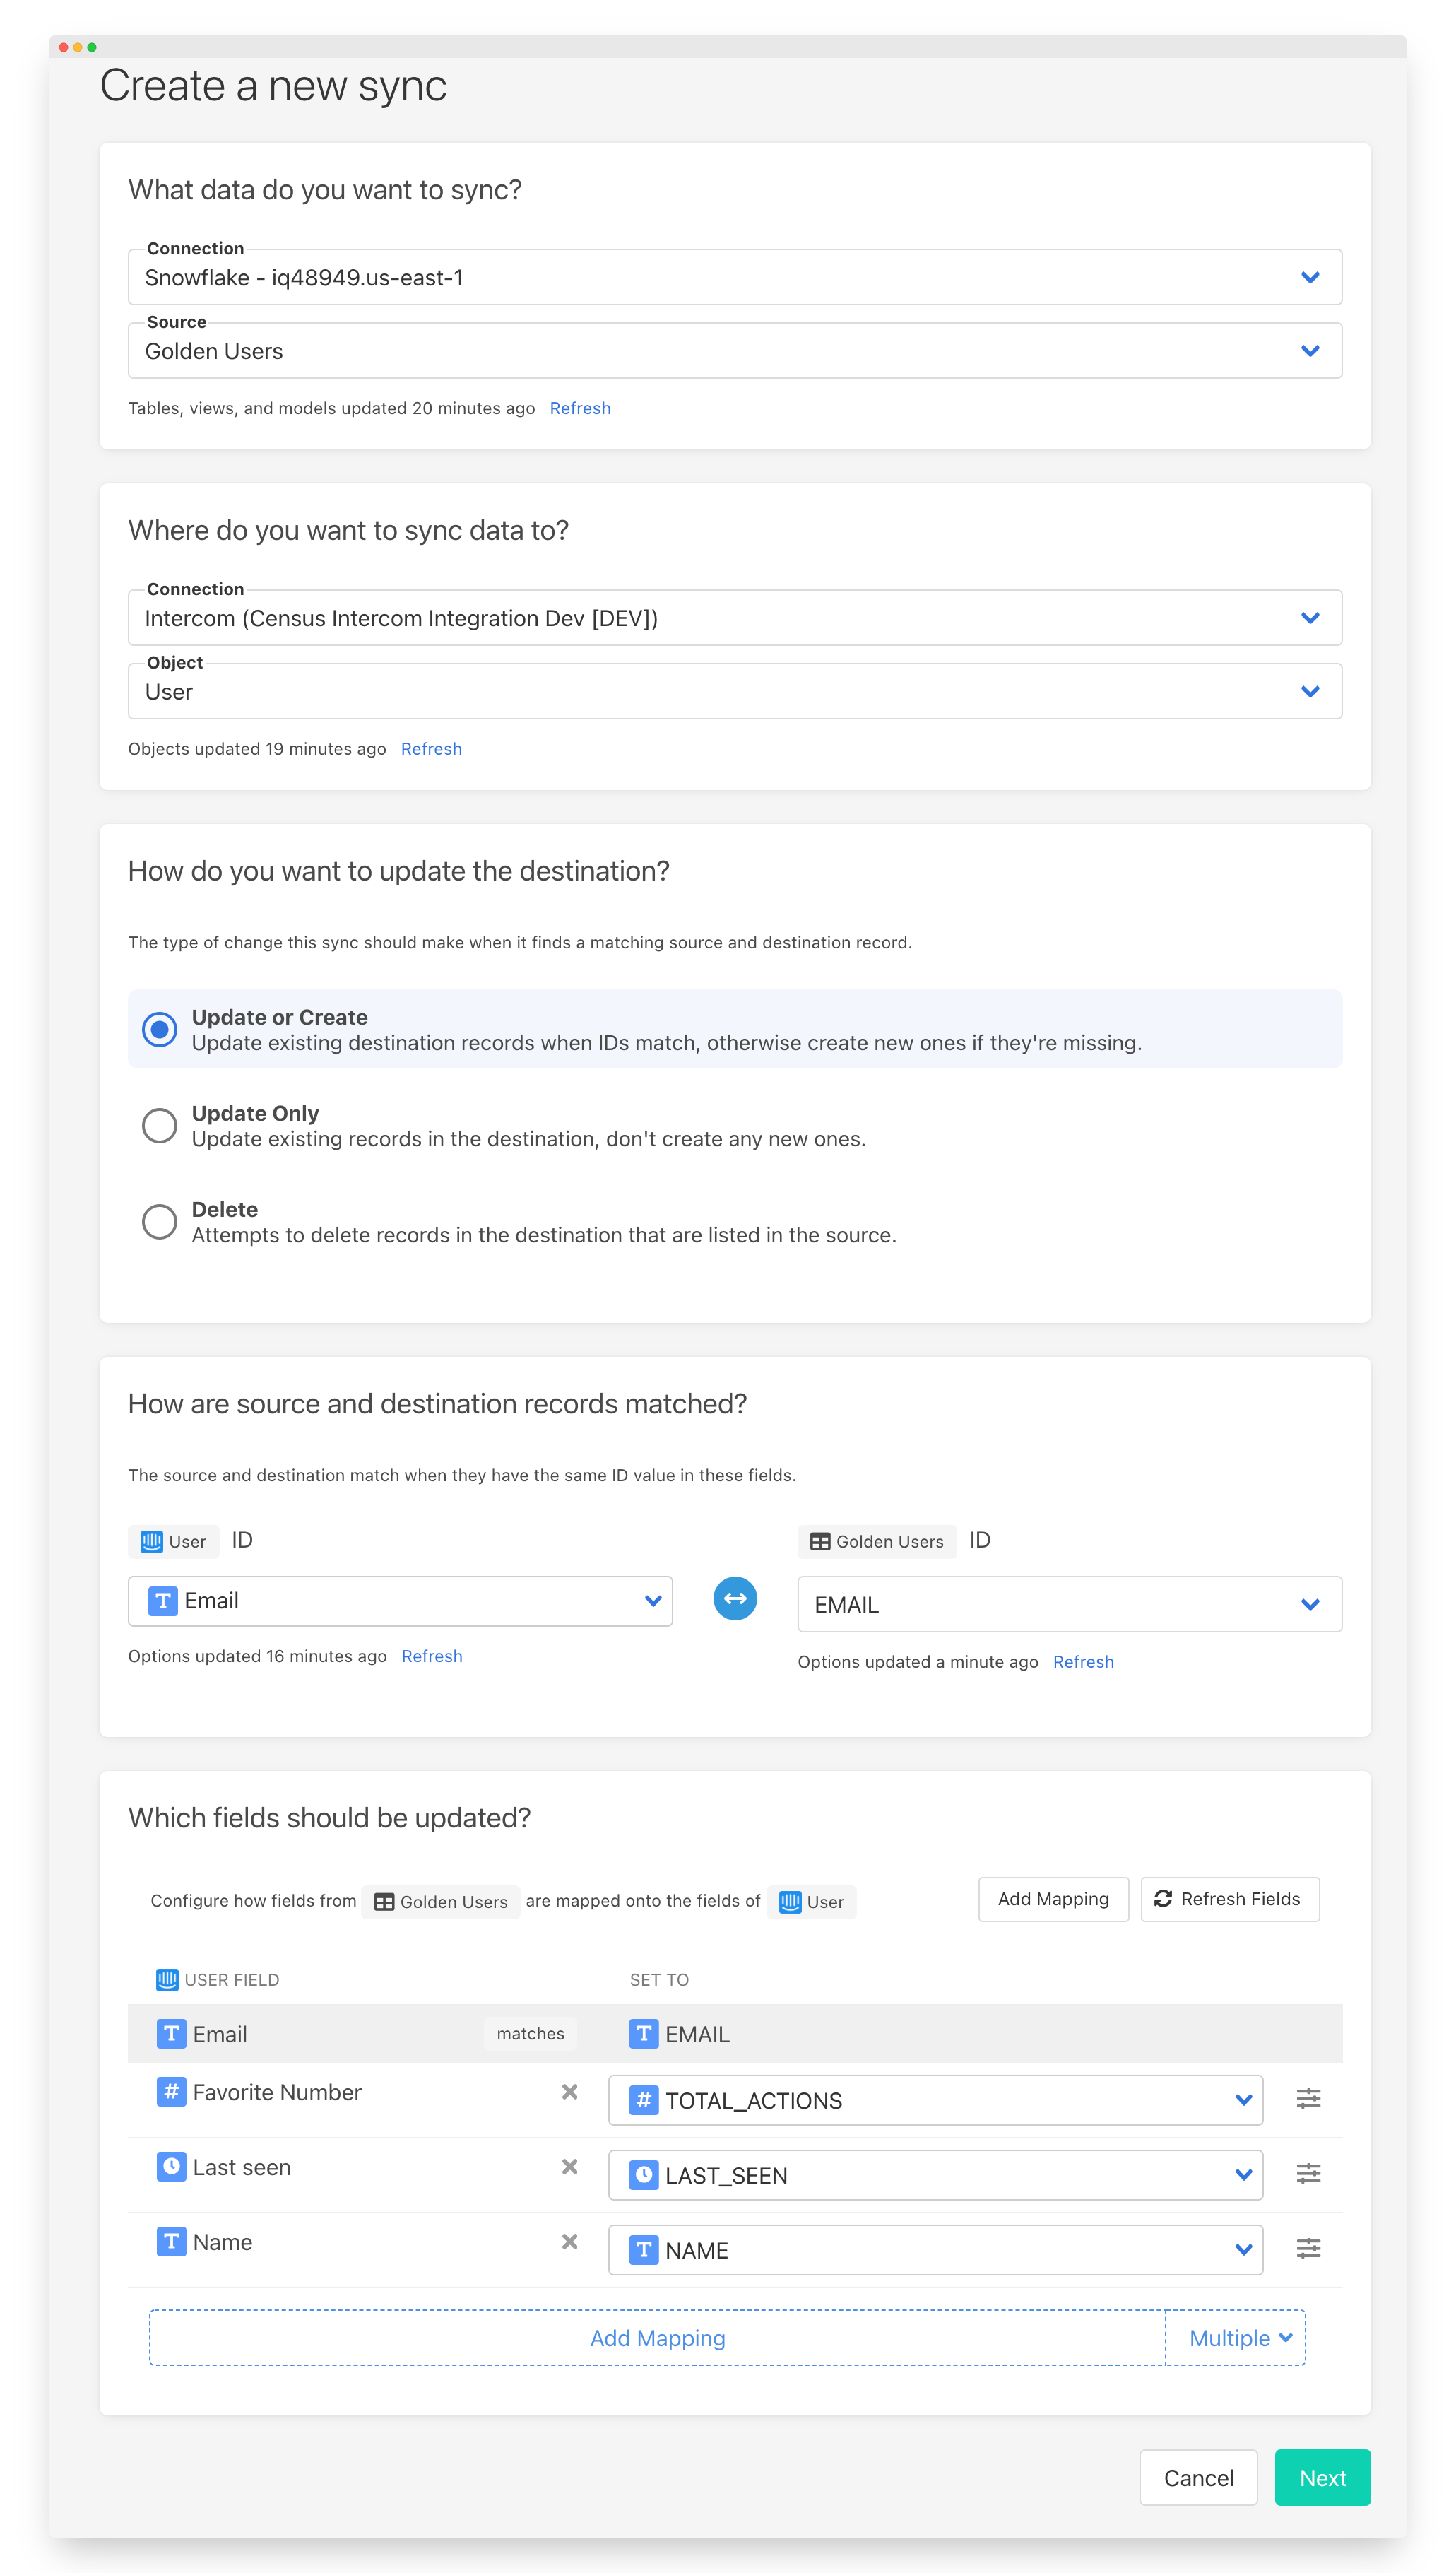 Create a new sync
What data do you want to sync?
Connection
Snowflake - iq48949.us-east-1
Source
Golden Users
Tables, views, and models updated 20 minutes ago Refresh
Where do you want to sync data to?
Connection
Intercom (Census Intercom Integration Dev [DEV])
Object
User
Objects updated 19 minutes ago Refresh
How do you want to update the destination?
The type of change this sync should make when it finds a matching source and destination record.
Update or Create
Update existing destination records when IDs match, otherwise create new ones if they're missing.
Update Only
Update existing records in the destination, don't create any new ones.
Delete
Attempts to delete records in the destination that are listed in the source.
How are source and destination records matched?
The source and destination match when they have the same ID value in these fields.
User ID
Golden Users ID
T Email
EMAIL
Options updated 16 minutes ago Refresh
Options updated a minute ago Refresh
Which fields should be updated?
Configure how fields from Golden Users are mapped onto the fields of User
Add Mapping
Refresh Fields
USER FIELD SET TO
T Email matches T EMAIL
# Favorite Number # TOTAL_ACTIONS
Last seen LAST_SEEN
T Name T NAME
Add Mapping Multiple
Cancel Next